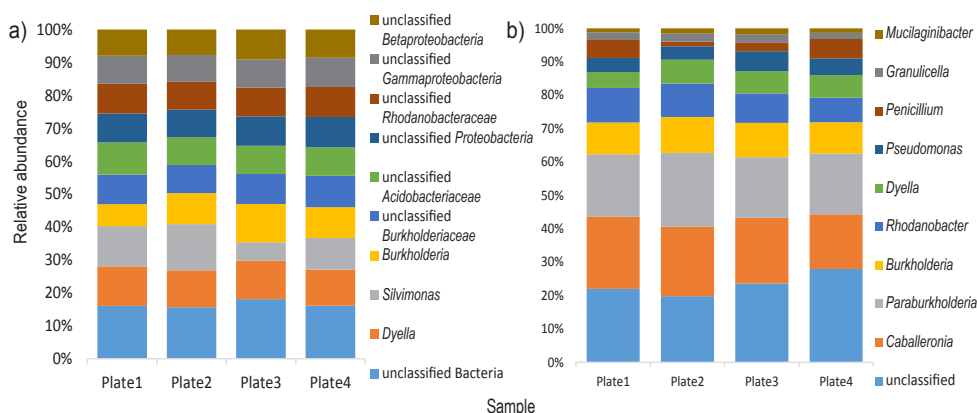 a)
Relative abundance
100%
90%
80%
70%
60%
50%
40%
30%
20%
10%
0%
Plate1 Plate2 Plate3 Plate4
unclassified
Betaproteobacteria
unclassified
Gammaproteobacteria
unclassified
Rhodanobacteraceae
unclassified Proteobacteria
unclassified
Acidobacteriaceae
unclassified
Burkholderiaceae
Burkholderia
Silvimonas
Dyella
unclassified Bacteria
b)
100%
90%
80%
70%
60%
50%
40%
30%
20%
10%
0%
Plate1 Plate2 Plate3 Plate4
Mucilaginibacter
Granulicella
Penicillium
Pseudomonas
Dyella
Rhodanobacter
Burkholderia
Paraburkholderia
Caballeronia
unclassified
Sample